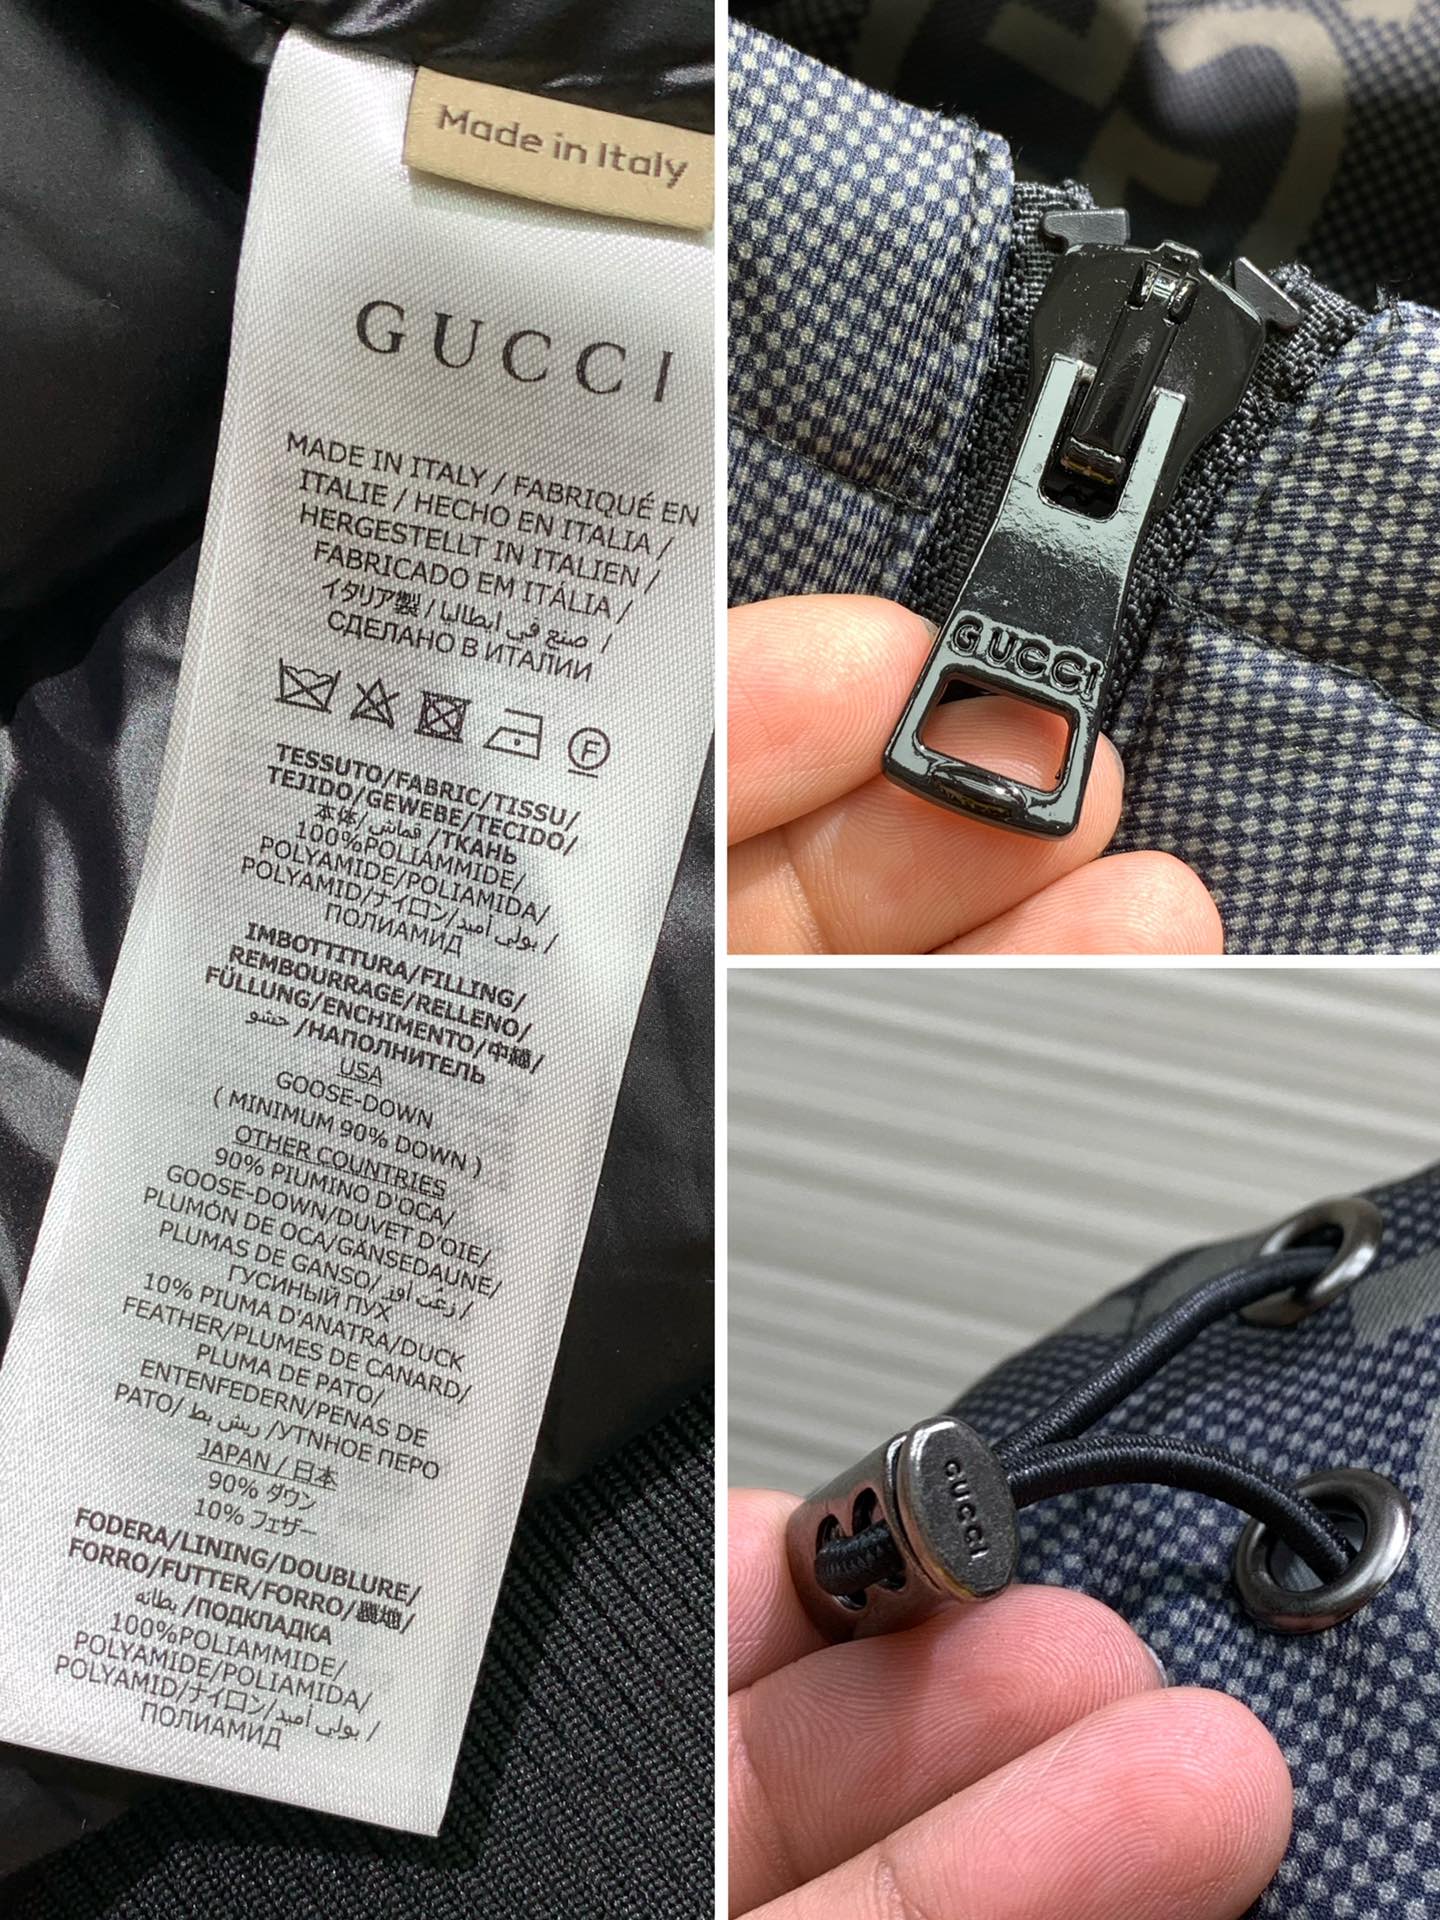 Made in Italy
GUCCI
MADE IN ITALY / FABRIQUÉ EN
ITALIE / HECHO EN ITALIA /
HERGESTELLT IN ITALIEN /
FABRICADO EM ITÁLIA /
イタリア製 / صنع في ايطاليا /
СДЕЛАНО В ИТАЛИИ
F
TESSUTO/FABRIC/TISSU/
TEJIDO/GEWEBE/TECIDO/
本体/قماش/ТКАНЬ
100%POLIAMMIDE/
POLYAMIDE/POLIAMIDA/
POLYAMID/ナイロン/بولي أميد/
ПОЛИАМИД
IMBOTTITURA/FILLING/
REMBOURRAGE/RELLENO/
FÜLLUNG/ENCHIMENTO/中綿/
حشو/НАПОЛНИТЕЛЬ
USA
GOOSE-DOWN
( MINIMUM 90% DOWN )
OTHER COUNTRIES
90% PIUMINO D'OCA/
GOOSE-DOWN/DUVET D'OIE/
PLUMÓN DE OCA/GÄNSEDAUNE/
PLUMAS DE GANSO/زغب أوز/
ГУСИНЫЙ ПУХ
10% PIUMA D'ANATRA/DUCK
FEATHER/PLUMES DE CANARD/
PLUMA DE PATO/
ENTENFEDERN/PENAS DE
PATO/ريش بط/УТНОЕ ПЕРО
JAPAN / 日本
90% ダウン
10% フェザー
FODERA/LINING/DOUBLURE/
FORRO/FUTTER/FORRO/裏地/
بطانه/ПОДКЛАДКА
100%POLIAMMIDE/
POLYAMIDE/POLIAMIDA/
POLYAMID/ナイロン/بولي أميد/
ПОЛИАМИД
GUCCI
GUCCI